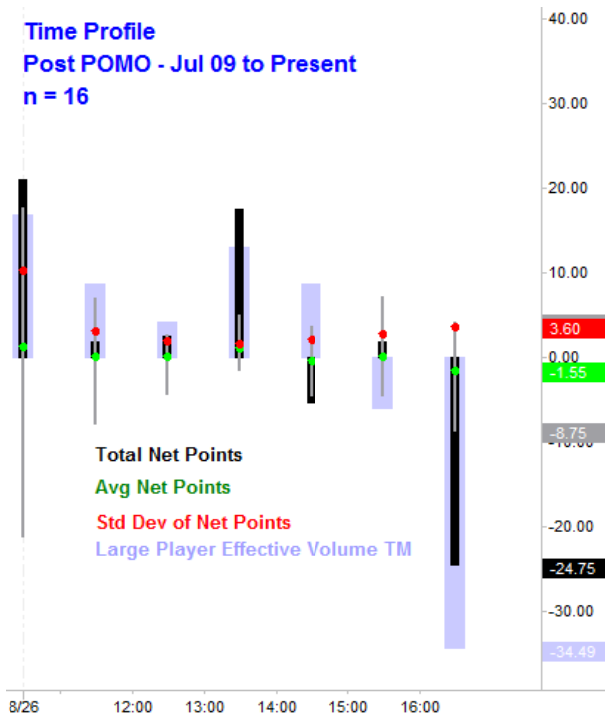 Time Profile
Post POMO - Jul 09 to Present
n = 16
40.00
30.00
20.00
10.00
3.60
0.00
-1.55
-8.75
-20.00
-24.75
-30.00
-34.49
Total Net Points
Avg Net Points
Std Dev of Net Points
Large Player Effective Volume TM
8/26 12:00 13:00 14:00 15:00 16:00